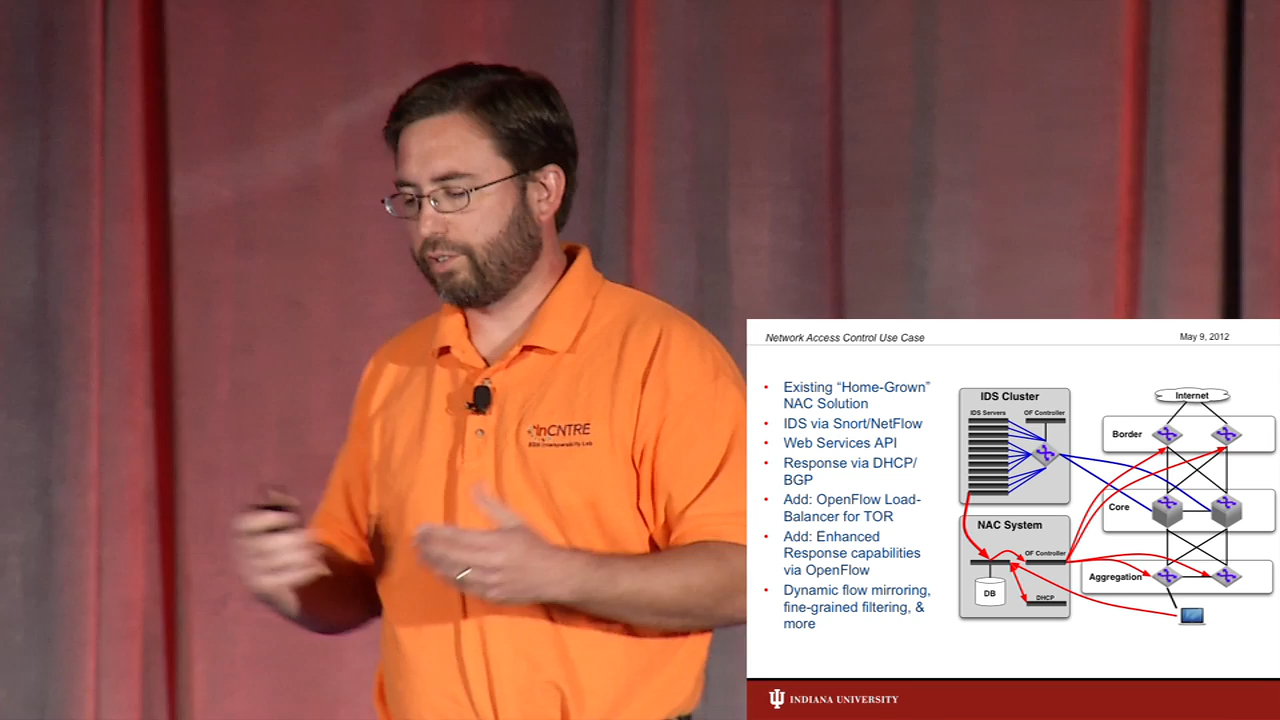 InCNTRE
SDN Interoperability Lab
Network Access Control Use Case
May 9, 2012
• Existing “Home-Grown”
NAC Solution
• IDS via Snort/NetFlow
• Web Services API
• Response via DHCP/
BGP
• Add: OpenFlow Load-
Balancer for TOR
• Add: Enhanced
Response capabilities
via OpenFlow
• Dynamic flow mirroring,
fine-grained filtering, &
more
IDS Cluster
IDS Servers
OF Controller
NAC System
OF Controller
DB
DHCP
Internet
Border
Core
Aggregation
INDIANA UNIVERSITY